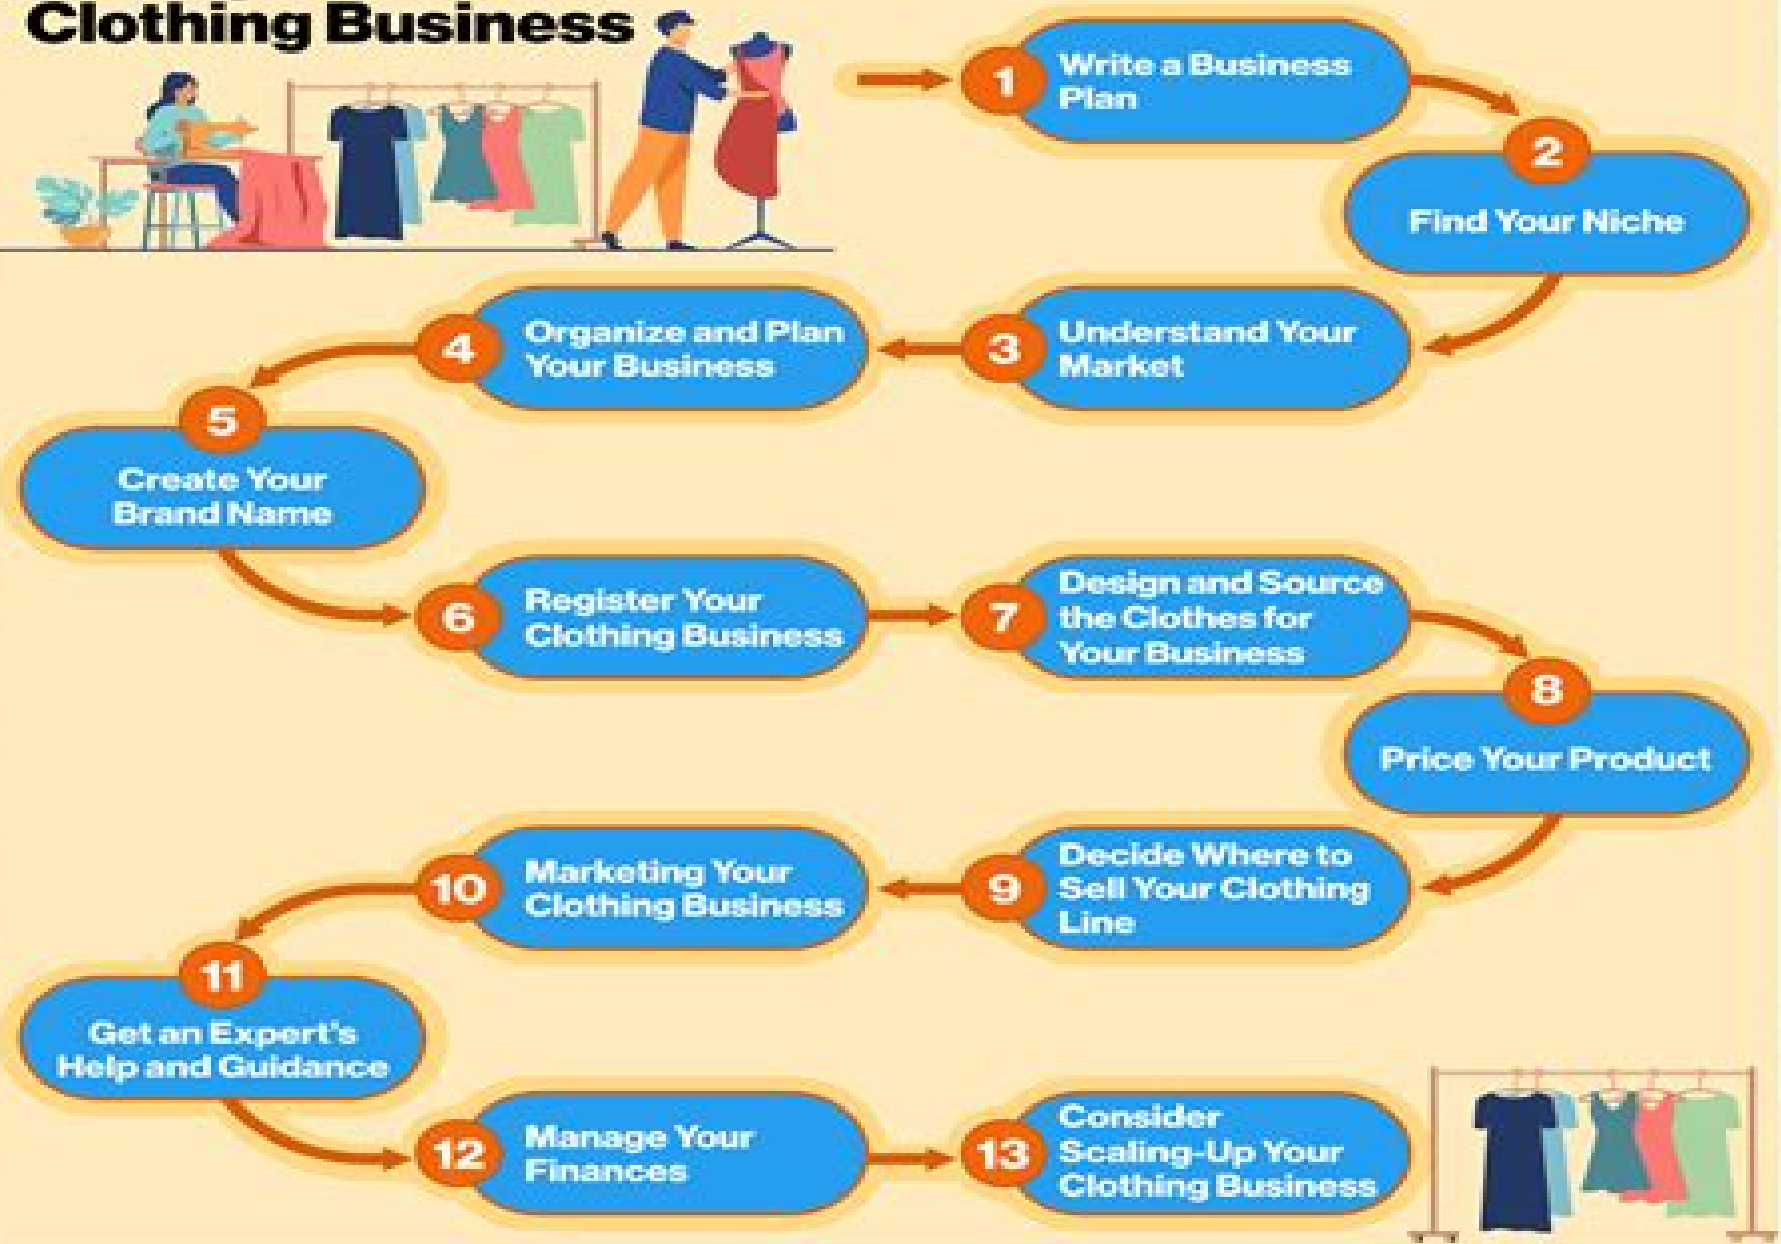 Clothing Business
1
Write a Business
Plan
2
Find Your Niche
3
Understand Your
Market
4
Organize and Plan
Your Business
5
Create Your
Brand Name
6
Register Your
Clothing Business
7
Design and Source
the Clothes for
Your Business
8
Price Your Product
9
Decide Where to
Sell Your Clothing
Line
10
Marketing Your
Clothing Business
11
Get an Expert's
Help and Guidance
12
Manage Your
Finances
13
Consider
Scaling-Up Your
Clothing Business